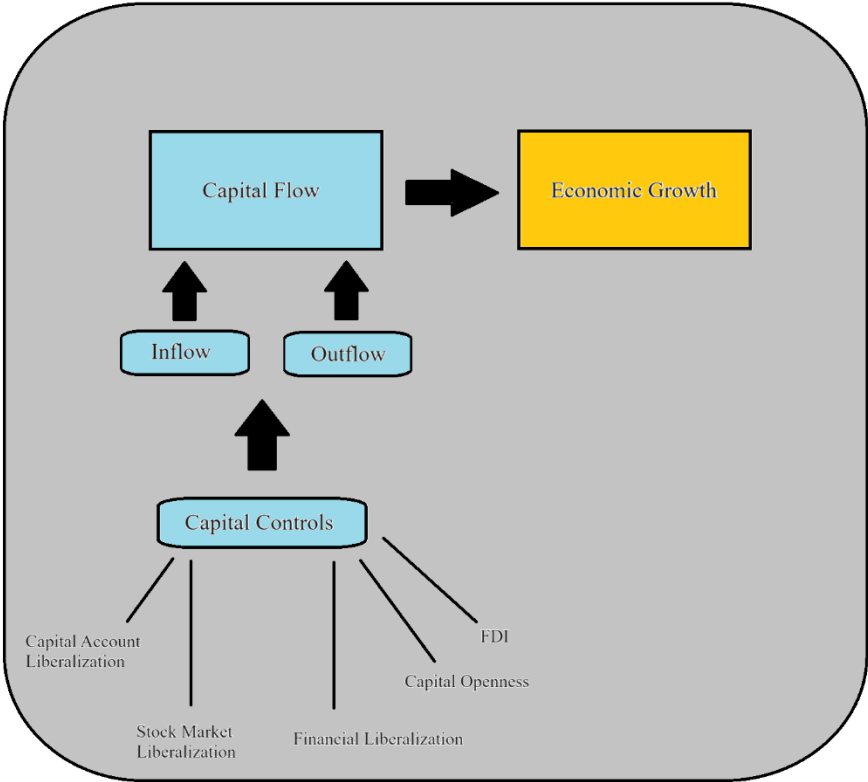 Capital Flow
Economic Growth
Inflow
Outflow
Capital Controls
Capital Account
Liberalization
FDI
Capital Openness
Stock Market
Liberalization
Financial Liberalization